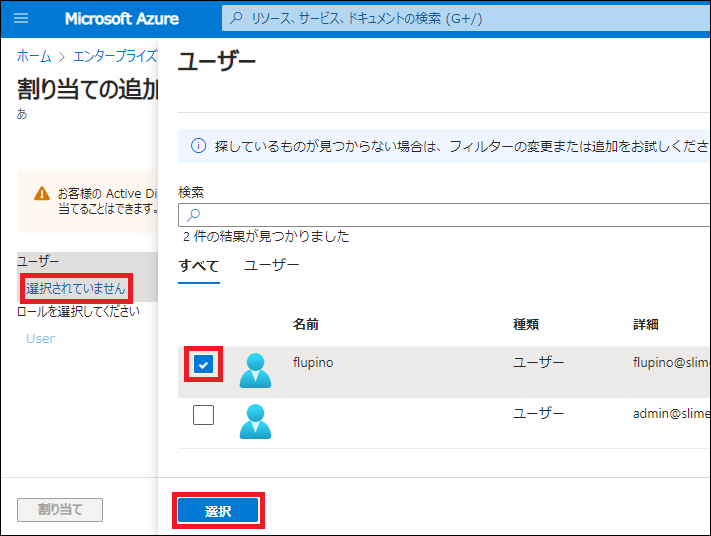 Microsoft Azure
リソース、サービス、ドキュメントの検索 (G+/)
ホーム > エンタープライズ
割り当ての追加
あ
お客様の Active Di
当てることはできます。
ユーザー
選択されていません
ロールを選択してください
User
割り当て
ユーザー
探しているものが見つからない場合は、フィルターの変更または追加をお試しくださ
検索
2 件の結果が見つかりました
すべて ユーザー
名前 種類 詳細
flupino ユーザー flupino@slime
ユーザー admin@slime
選択